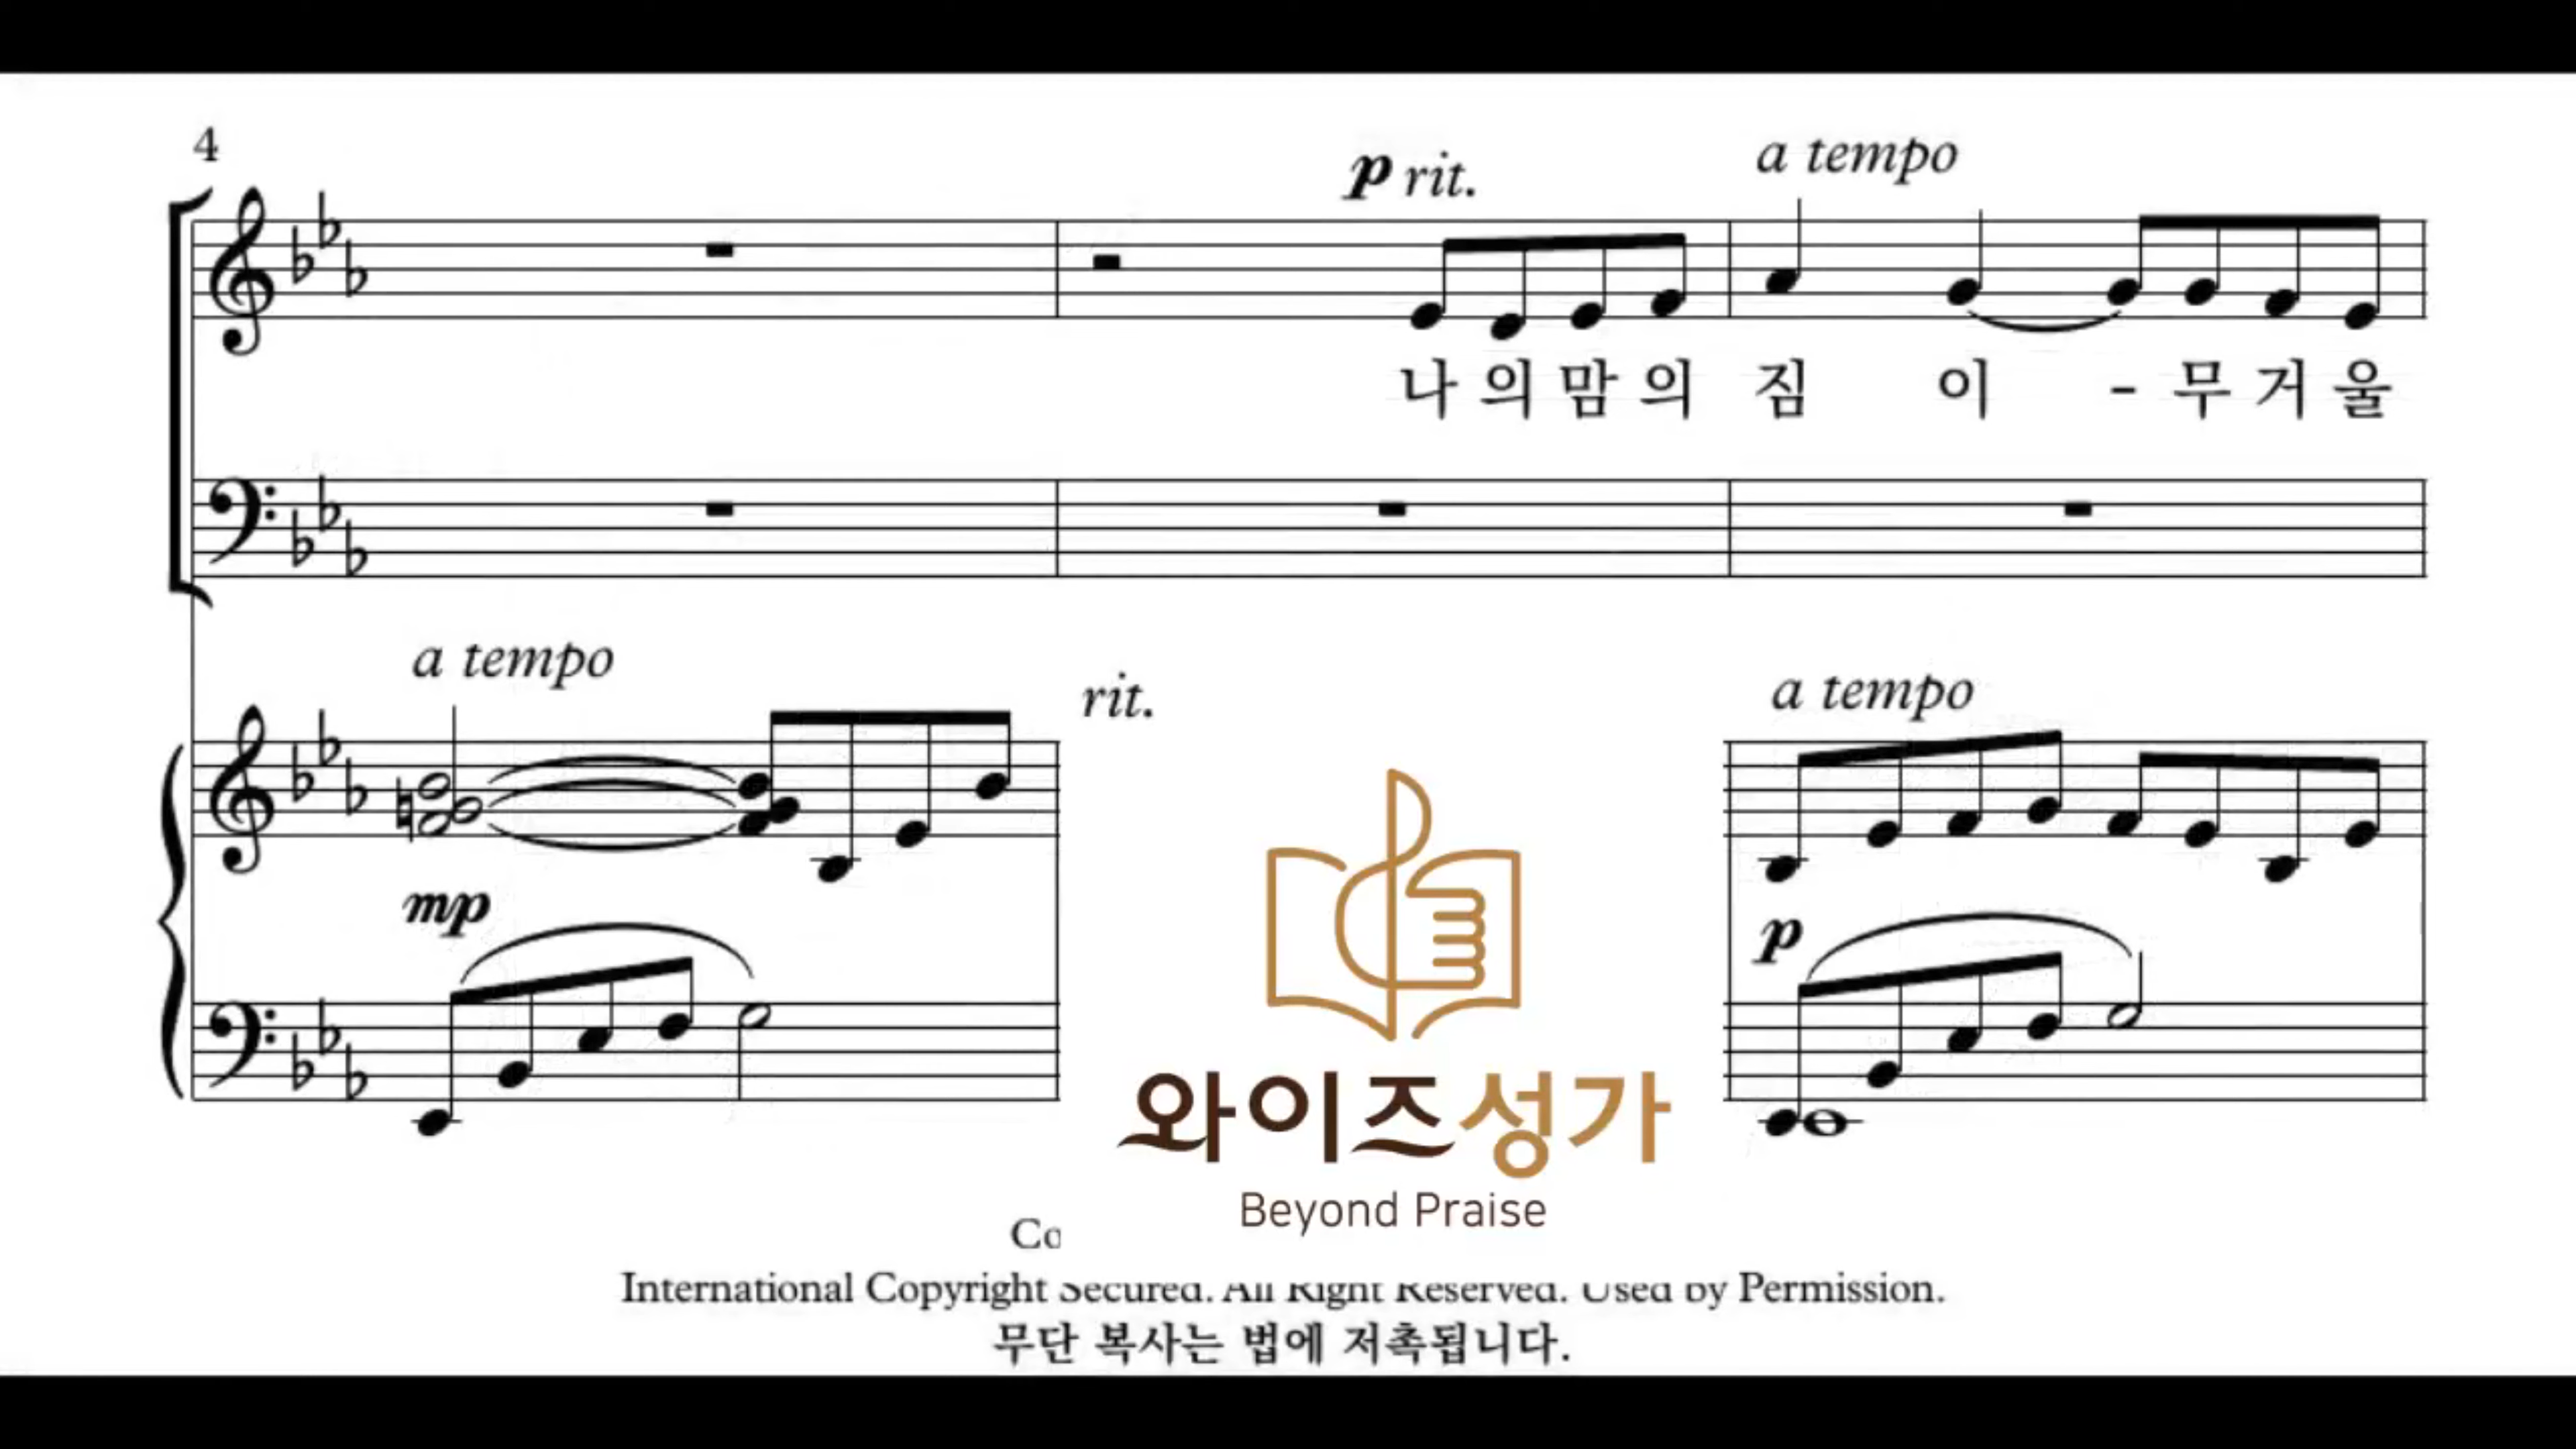 4
p rit.
a tempo
나 의 맘 의 짐 이 - 무 거 울
a tempo
rit.
a tempo
mp
p
와이즈성가
Beyond Praise
International Copyright Secured. All Right Reserved. Used by Permission.
무단 복사는 법에 저촉됩니다.